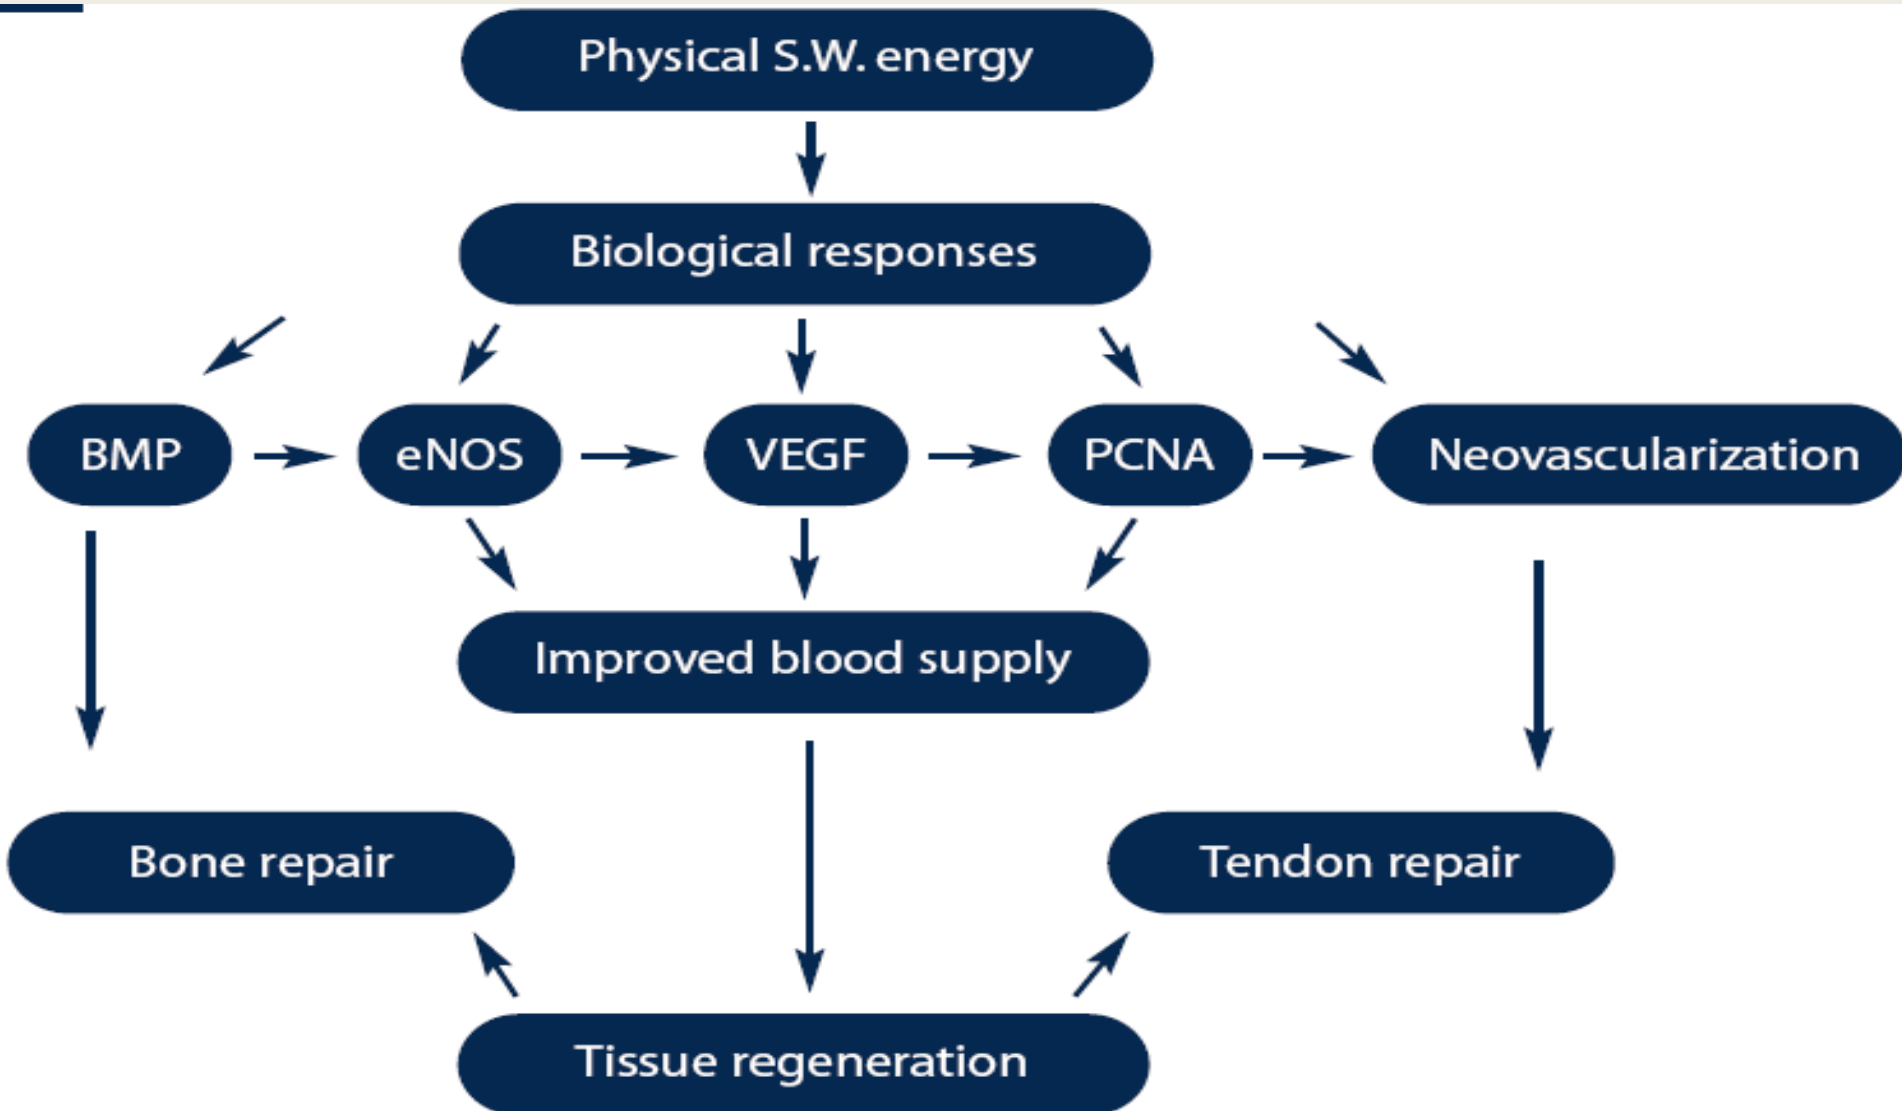 Physical S.W. energy
Biological responses
BMP
eNOS
VEGF
PCNA
Neovascularization
Improved blood supply
Bone repair
Tendon repair
Tissue regeneration